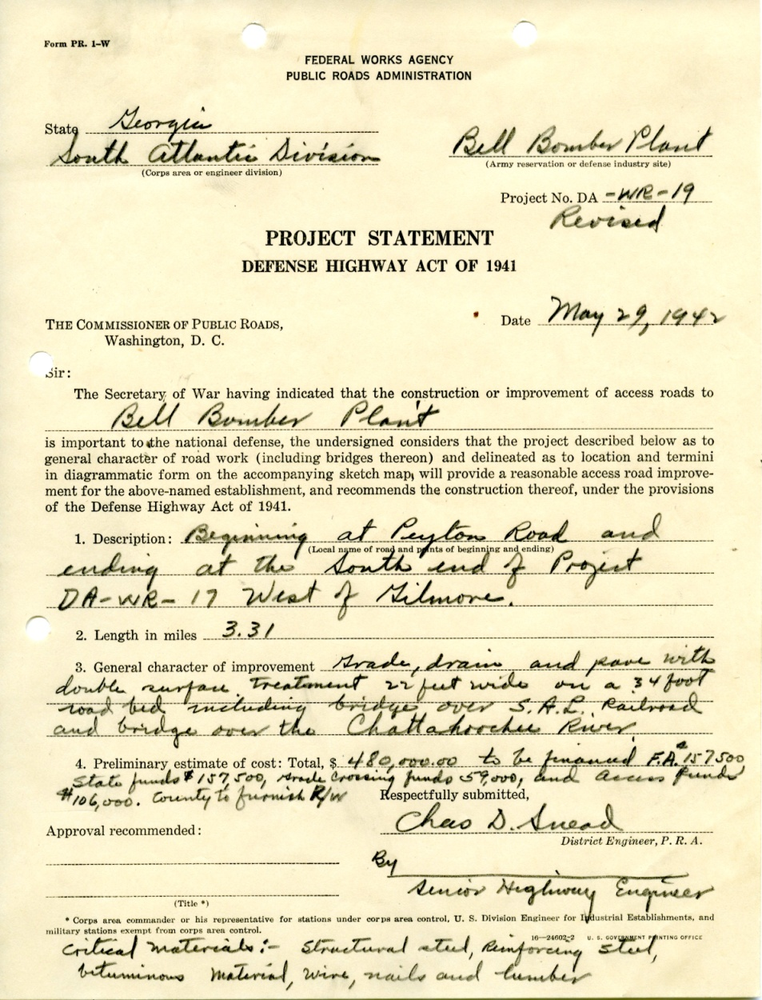 Form PR. 1–W
FEDERAL WORKS AGENCY
PUBLIC ROADS ADMINISTRATION
State Georgia
South Atlantic Division
(Corps area or engineer division)
Bell Bomber Plant
(Army reservation or defense industry site)
Project No. DA -WR-19
Revised
PROJECT STATEMENT
DEFENSE HIGHWAY ACT OF 1941
THE COMMISSIONER OF PUBLIC ROADS,
Washington, D. C.
Date May 29, 1942
Sir:
The Secretary of War having indicated that the construction or improvement of access roads to
Bell Bomber Plant
is important to the national defense, the undersigned considers that the project described below as to
general character of road work (including bridges thereon) and delineated as to location and termini
in diagrammatic form on the accompanying sketch map, will provide a reasonable access road improve-
ment for the above-named establishment, and recommends the construction thereof, under the provisions
of the Defense Highway Act of 1941.
1. Description: Beginning at Peyton Road and
(Local name of road and points of beginning and ending)
ending at the South end of Project
DA-WR-17 West of Gilmore.
2. Length in miles 3.31
3. General character of improvement Grade, drain and pave with
double surface treatment 22 feet wide on a 34 foot
road bed including bridge over S.A.L. Railroad
and bridge over the Chattahoochee River.
4. Preliminary estimate of cost: Total, $ 480,000.00 to be financed F.A. $157500
State funds $157,500, Grade Crossing funds 59,000, and Access funds
$106,000. County to furnish R/W
Respectfully submitted,
Chas D. Snead
District Engineer, P. R. A.
Approval recommended:
By
Senior Highway Engineer
(Title *)
* Corps area commander or his representative for stations under corps area control, U. S. Division Engineer for Industrial Establishments, and
military stations exempt from corps area control.
16—24602-2 U. S. GOVERNMENT PRINTING OFFICE
Critical Materials:- Structural steel, Reinforcing steel,
bituminous Material, Wire, nails and lumber